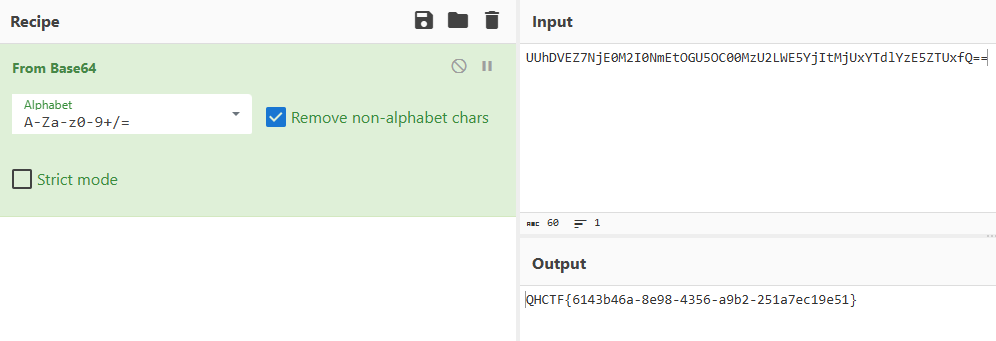 Recipe
From Base64
Alphabet
A-Za-z0-9+/=
Remove non-alphabet chars
Strict mode
Input
UUhDVEZ7NjE0M2I0NmEtOGU5OC00MzU2LWE5YjItMjUxYTdlYzE5ZTUxfQ==
ABC 60 1
Output
QHCTF{6143b46a-8e98-4356-a9b2-251a7ec19e51}